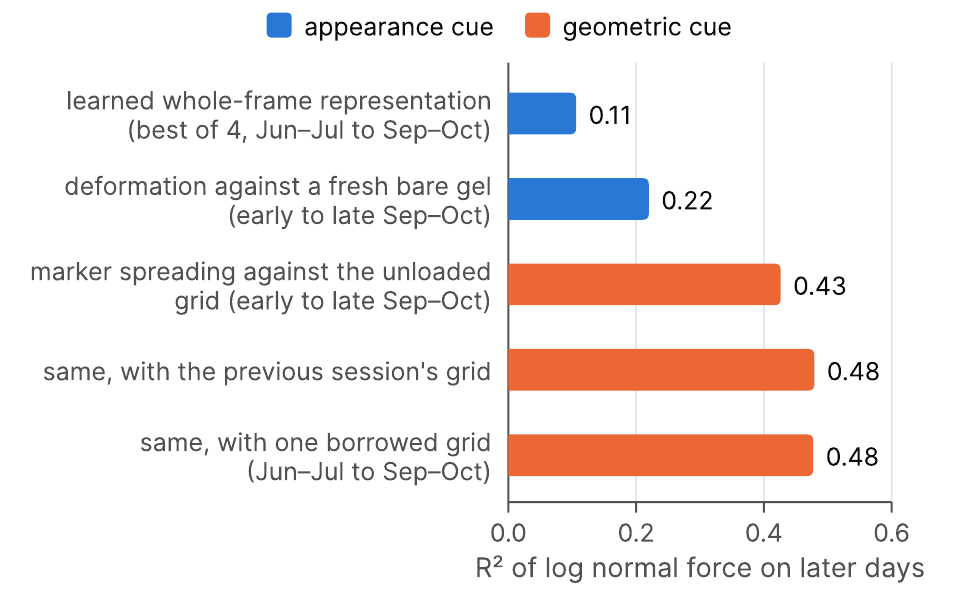 appearance cue
geometric cue
learned whole-frame representation
(best of 4, Jun–Jul to Sep–Oct)
0.11
deformation against a fresh bare gel
(early to late Sep–Oct)
0.22
marker spreading against the unloaded
grid (early to late Sep–Oct)
0.43
same, with the previous session's grid
0.48
same, with one borrowed grid
(Jun–Jul to Sep–Oct)
0.48
0.0 0.2 0.4 0.6
R² of log normal force on later days